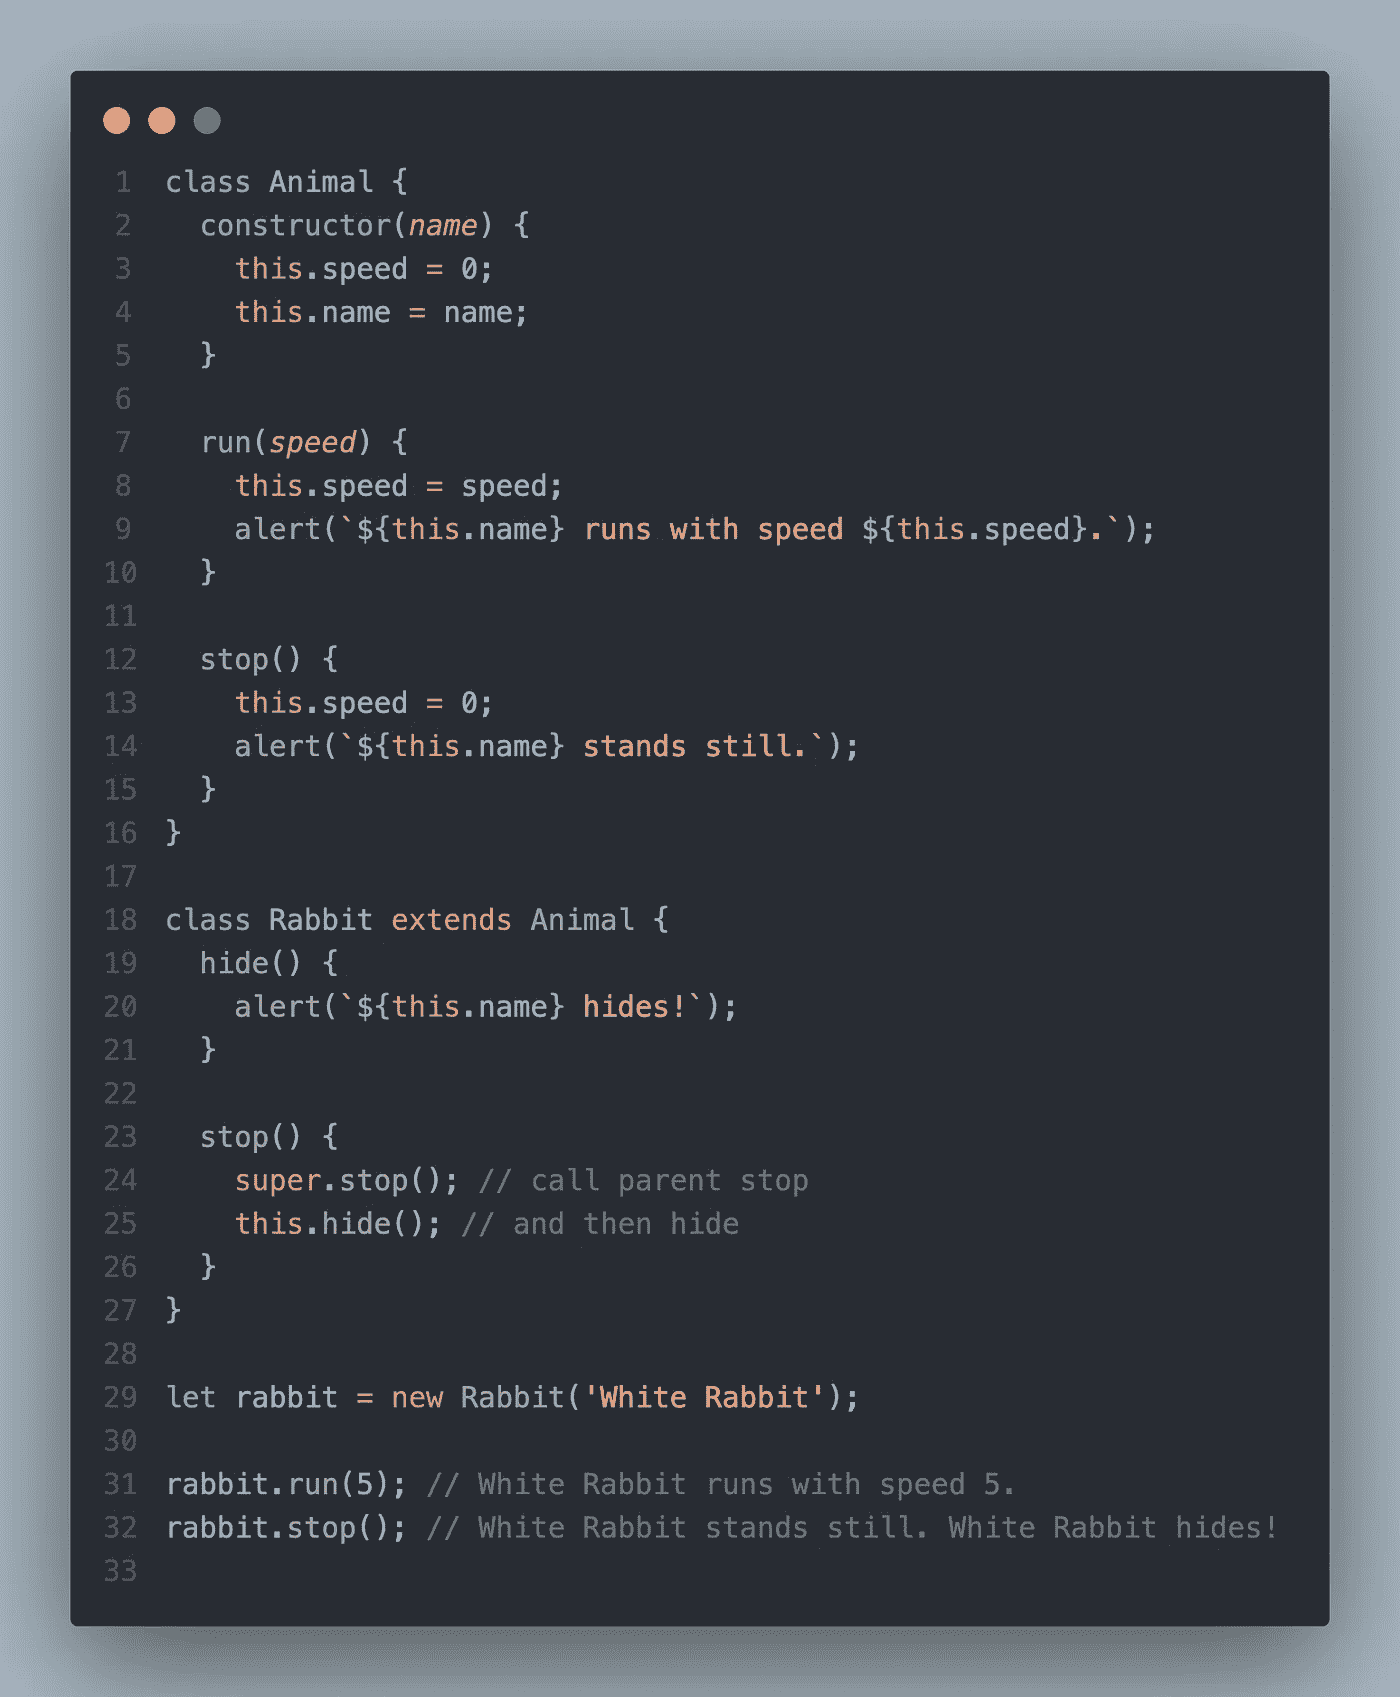 1 class Animal {
2   constructor(name) {
3     this.speed = 0;
4     this.name = name;
5   }
6
7   run(speed) {
8     this.speed = speed;
9     alert(`${this.name} runs with speed ${this.speed}.`);
10   }
11
12   stop() {
13     this.speed = 0;
14     alert(`${this.name} stands still.`);
15   }
16 }
17
18 class Rabbit extends Animal {
19   hide() {
20     alert(`${this.name} hides!`);
21   }
22
23   stop() {
24     super.stop(); // call parent stop
25     this.hide(); // and then hide
26   }
27 }
28
29 let rabbit = new Rabbit('White Rabbit');
30
31 rabbit.run(5); // White Rabbit runs with speed 5.
32 rabbit.stop(); // White Rabbit stands still. White Rabbit hides!
33